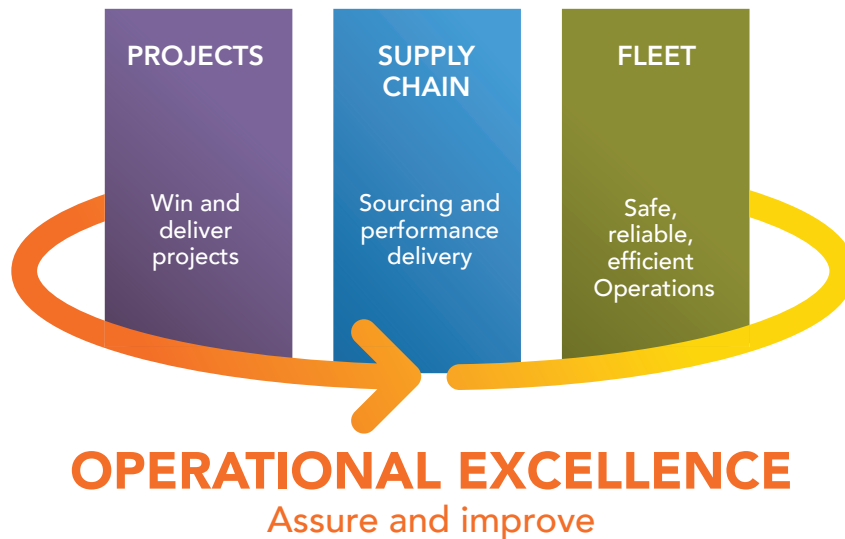 PROJECTS
Win and
deliver
projects
SUPPLY
CHAIN
Sourcing and
performance
delivery
FLEET
Safe,
reliable,
efficient
Operations
OPERATIONAL EXCELLENCE
Assure and improve